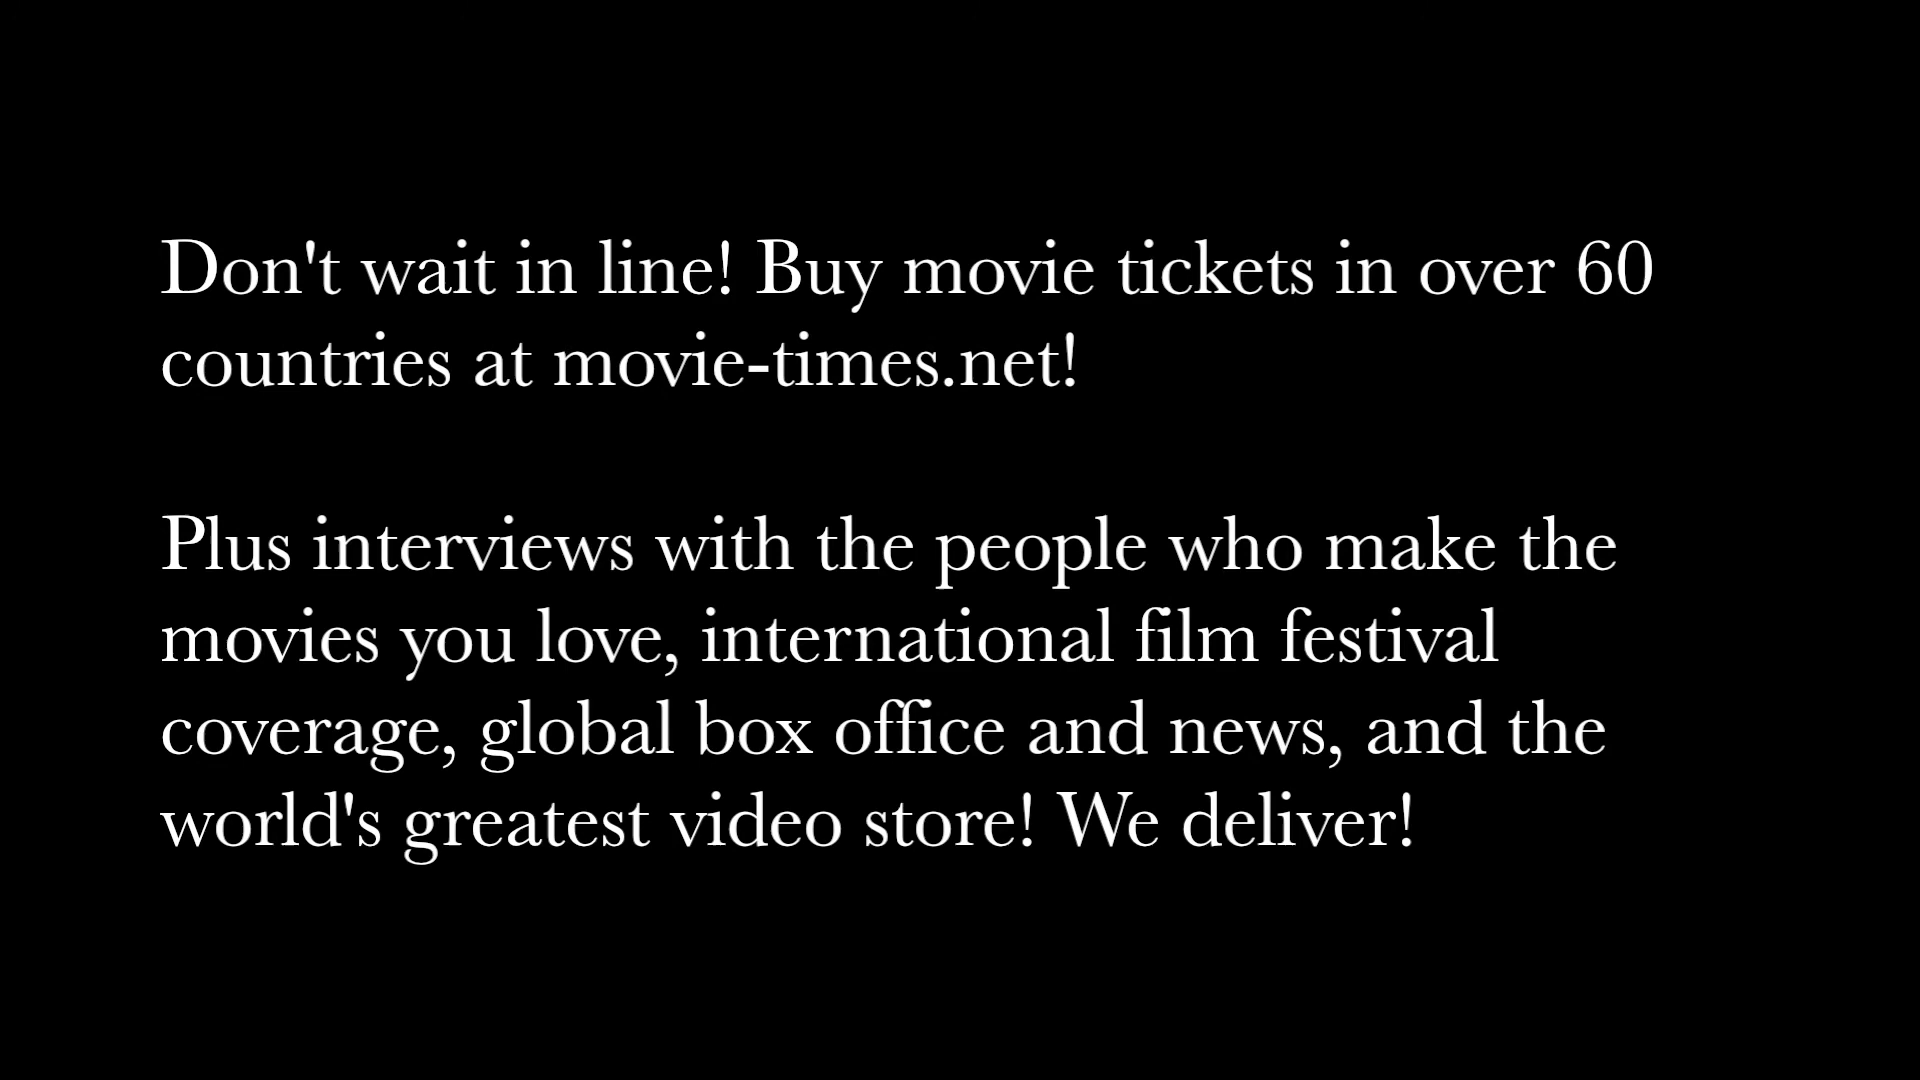 Don't wait in line! Buy movie tickets in over 60
countries at movie-times.net!
Plus interviews with the people who make the
movies you love, international film festival
coverage, global box office and news, and the
world's greatest video store! We deliver!